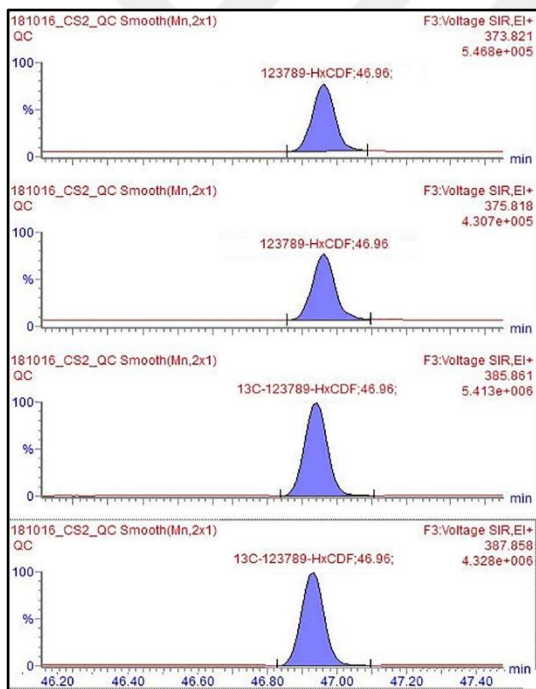 181016_CS2_QC Smooth(Mn,2x1) F3:Voltage SIR,EI+
QC 373.821
5.468e+005
100
123789-HxCDF;46.96;
%
0 min
181016_CS2_QC Smooth(Mn,2x1) F3:Voltage SIR,EI+
QC 375.818
4.307e+005
100
123789-HxCDF;46.96
%
0 min
181016_CS2_QC Smooth(Mn,2x1) F3:Voltage SIR,EI+
QC 385.861
5.413e+006
13C-123789-HxCDF;46.96;
100
%
0 min
181016_CS2_QC Smooth(Mn,2x1) F3:Voltage SIR,EI+
QC 387.858
4.328e+006
13C-123789-HxCDF;46.96;
100
%
0 min
46.20 46.40 46.60 46.80 47.00 47.20 47.40